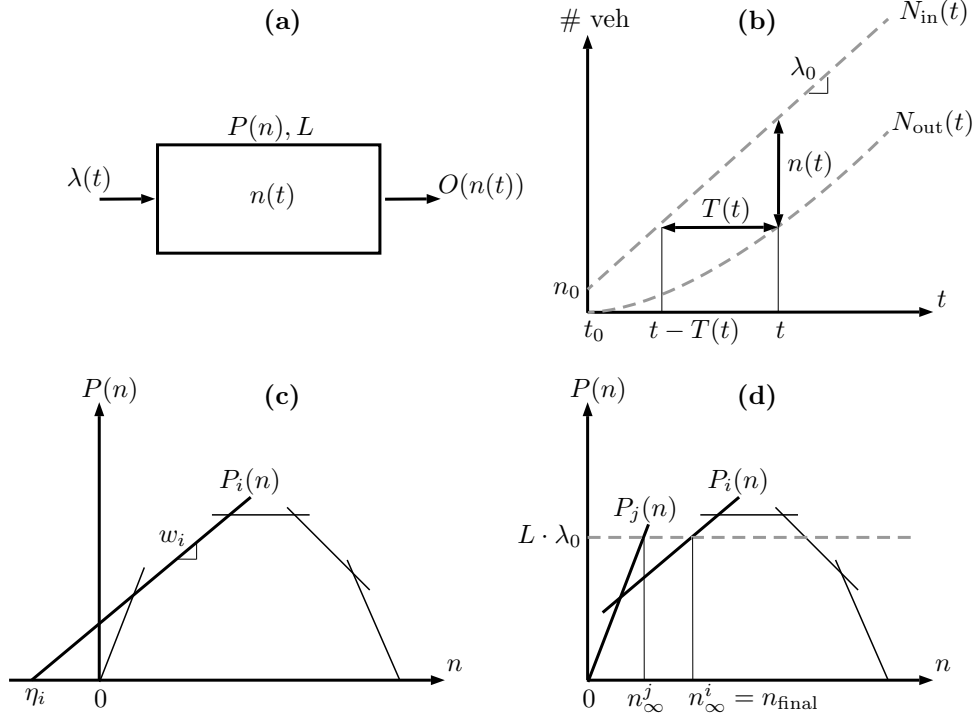 (a)
P(n), L
λ(t)
n(t)
O(n(t))
(b)
# veh
N_in(t)
λ_0
N_out(t)
n(t)
T(t)
n_0
t_0
t − T(t)
t
t
(c)
P(n)
P_i(n)
w_i
η_i
0
n
(d)
P(n)
P_j(n)
P_i(n)
L · λ_0
0
n_∞^j
n_∞^i = n_final
n